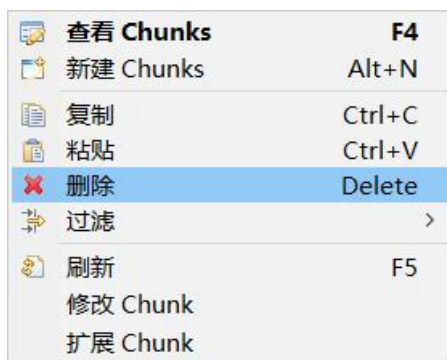 查看 Chunks F4
新建 Chunks Alt+N
复制 Ctrl+C
粘贴 Ctrl+V
删除 Delete
过滤
刷新 F5
修改 Chunk
扩展 Chunk